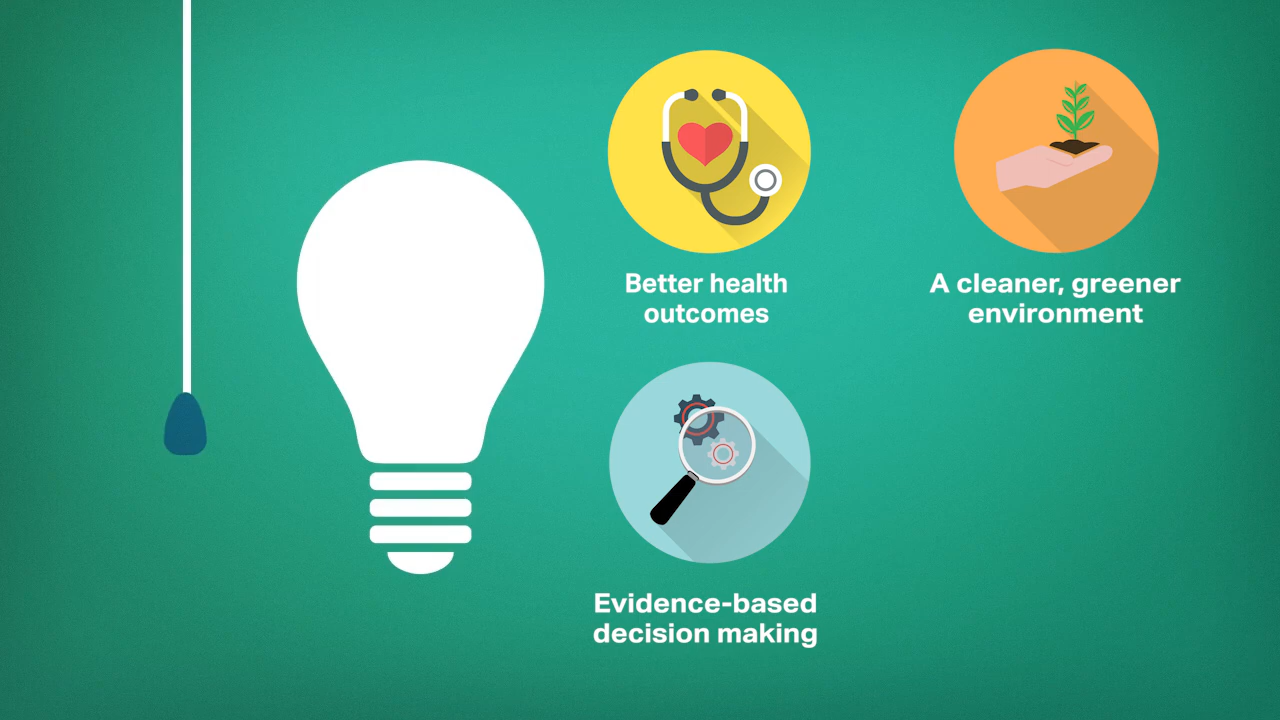 Better health
outcomes
A cleaner, greener
environment
Evidence-based
decision making